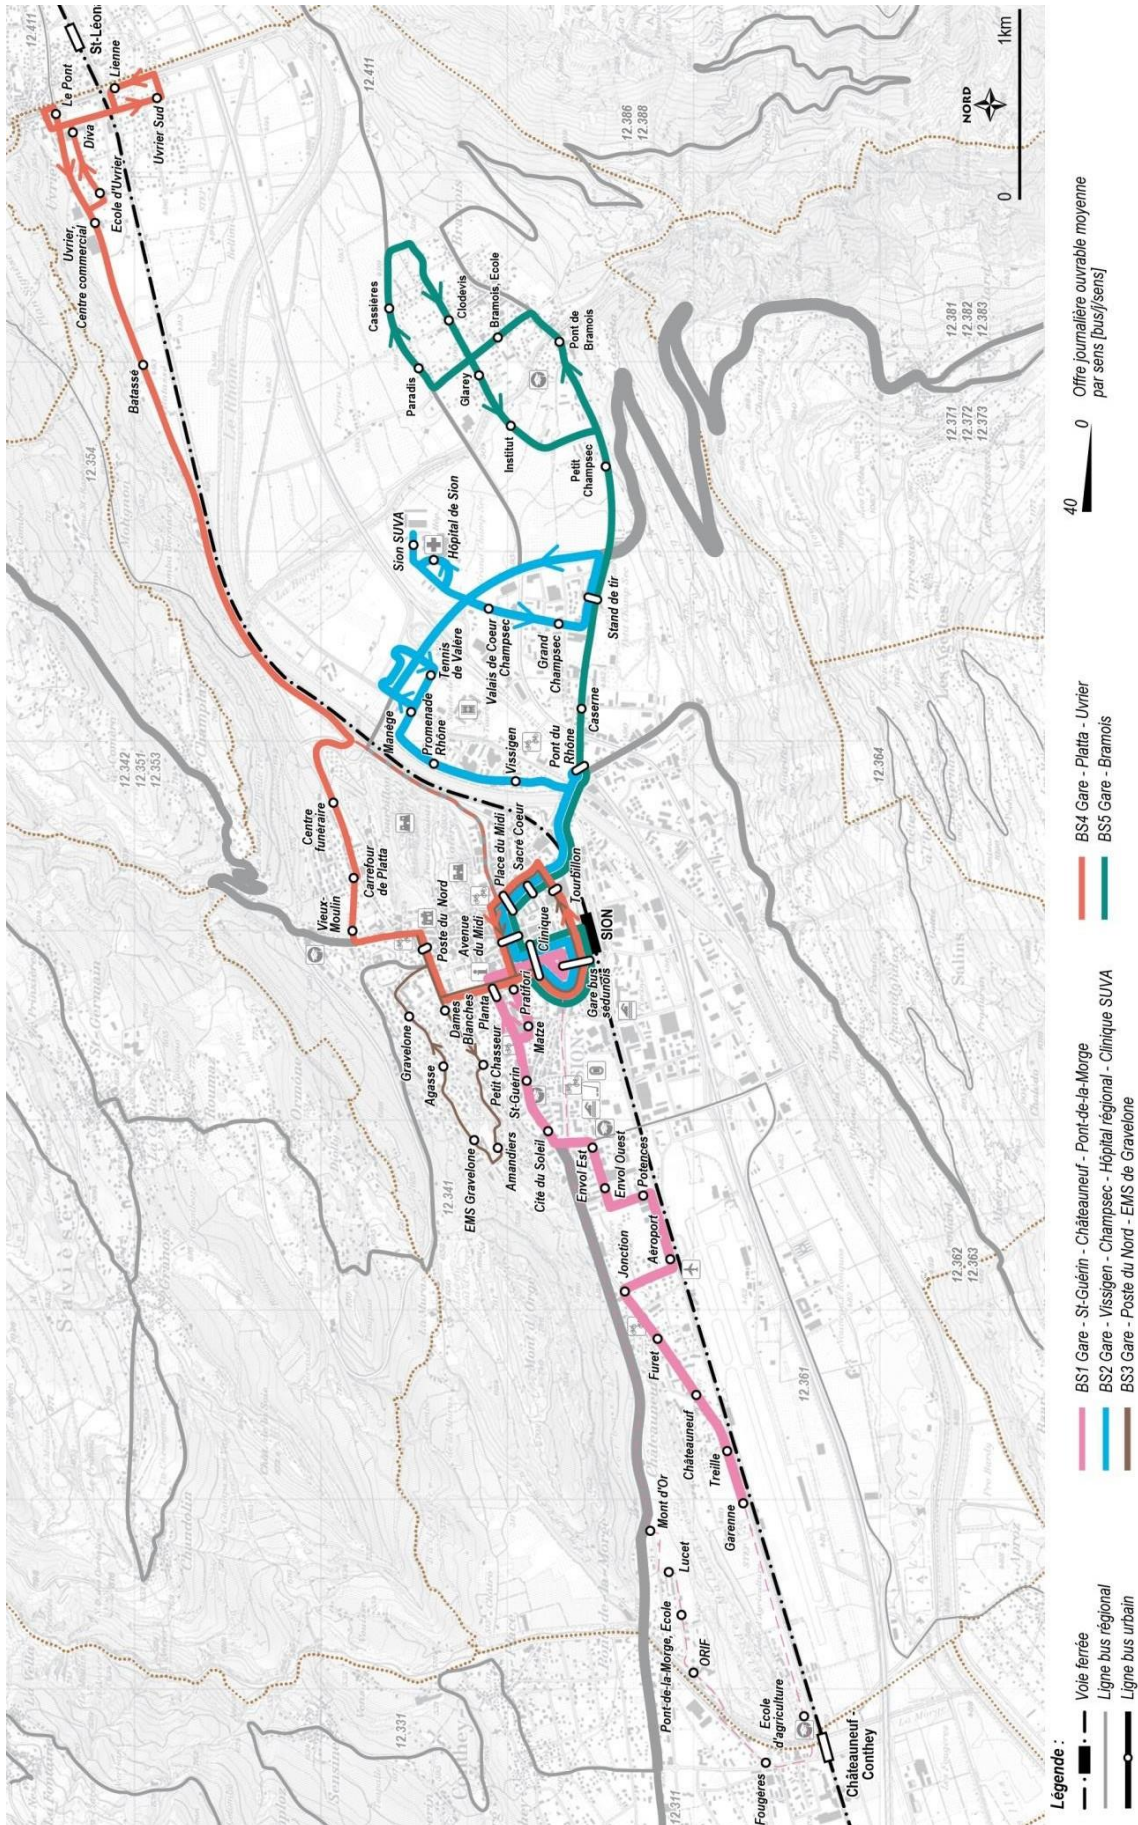 St-Léon
12.411
Le Pont
Lienne
Diva
Uvrier Sud
Ecole d'Uvrier
Uvrier,
Centre commercial
Batassé
12.354
12.411
12.386
12.388
NORD
0
1km
Cassières
Clodevis
Bramois, Ecole
Paradis
Glarey
Pont de
Bramois
Institut
Petit
Champsec
12.381
12.382
12.383
12.371
12.372
12.373
Sion SUVA
Hôpital de Sion
Valais de Coeur
Champsec
Grand
Champsec
Stand de tir
Tennis
de Valère
Manège
Promenade
Rhône
Vissigen
Pont du
Rhône
Caserne
12.364
12.342
12.351
12.353
Centre
funéraire
Carrefour
de Platta
Vieux-
Moulin
Poste du Nord
Avenue
du Midi
Place du Midi
Sacré Coeur
Tourbillon
Clinique
SION
Gare bus
sédunois
Planta
Pratifori
Dames
Blanches
Matze
Petit Chasseur
St-Guérin
Gravelone
Agasse
EMS Gravelone
Amandiers
12.341
Cité du Soleil
Envol Est
Envol Ouest
Potences
Aéroport
Jonction
Furet
Châteauneuf
Treille
Garenne
12.362
12.363
12.361
Mont d'Or
Lucet
Pont-de-la-Morge, Ecole
ORIF
Ecole
d'agriculture
Fougères
Châteauneuf
Conthey
12.331
12.311
Légende :
Voie ferrée
Ligne bus régional
Ligne bus urbain
BS1 Gare - St-Guérin - Châteauneuf - Pont-de-la-Morge
BS2 Gare - Vissigen - Champsec - Hôpital régional - Clinique SUVA
BS3 Gare - Poste du Nord - EMS de Gravelone
BS4 Gare - Platta - Uvrier
BS5 Gare - Bramois
40
0
Offre journalière ouvrable moyenne
par sens [bus/j/sens]